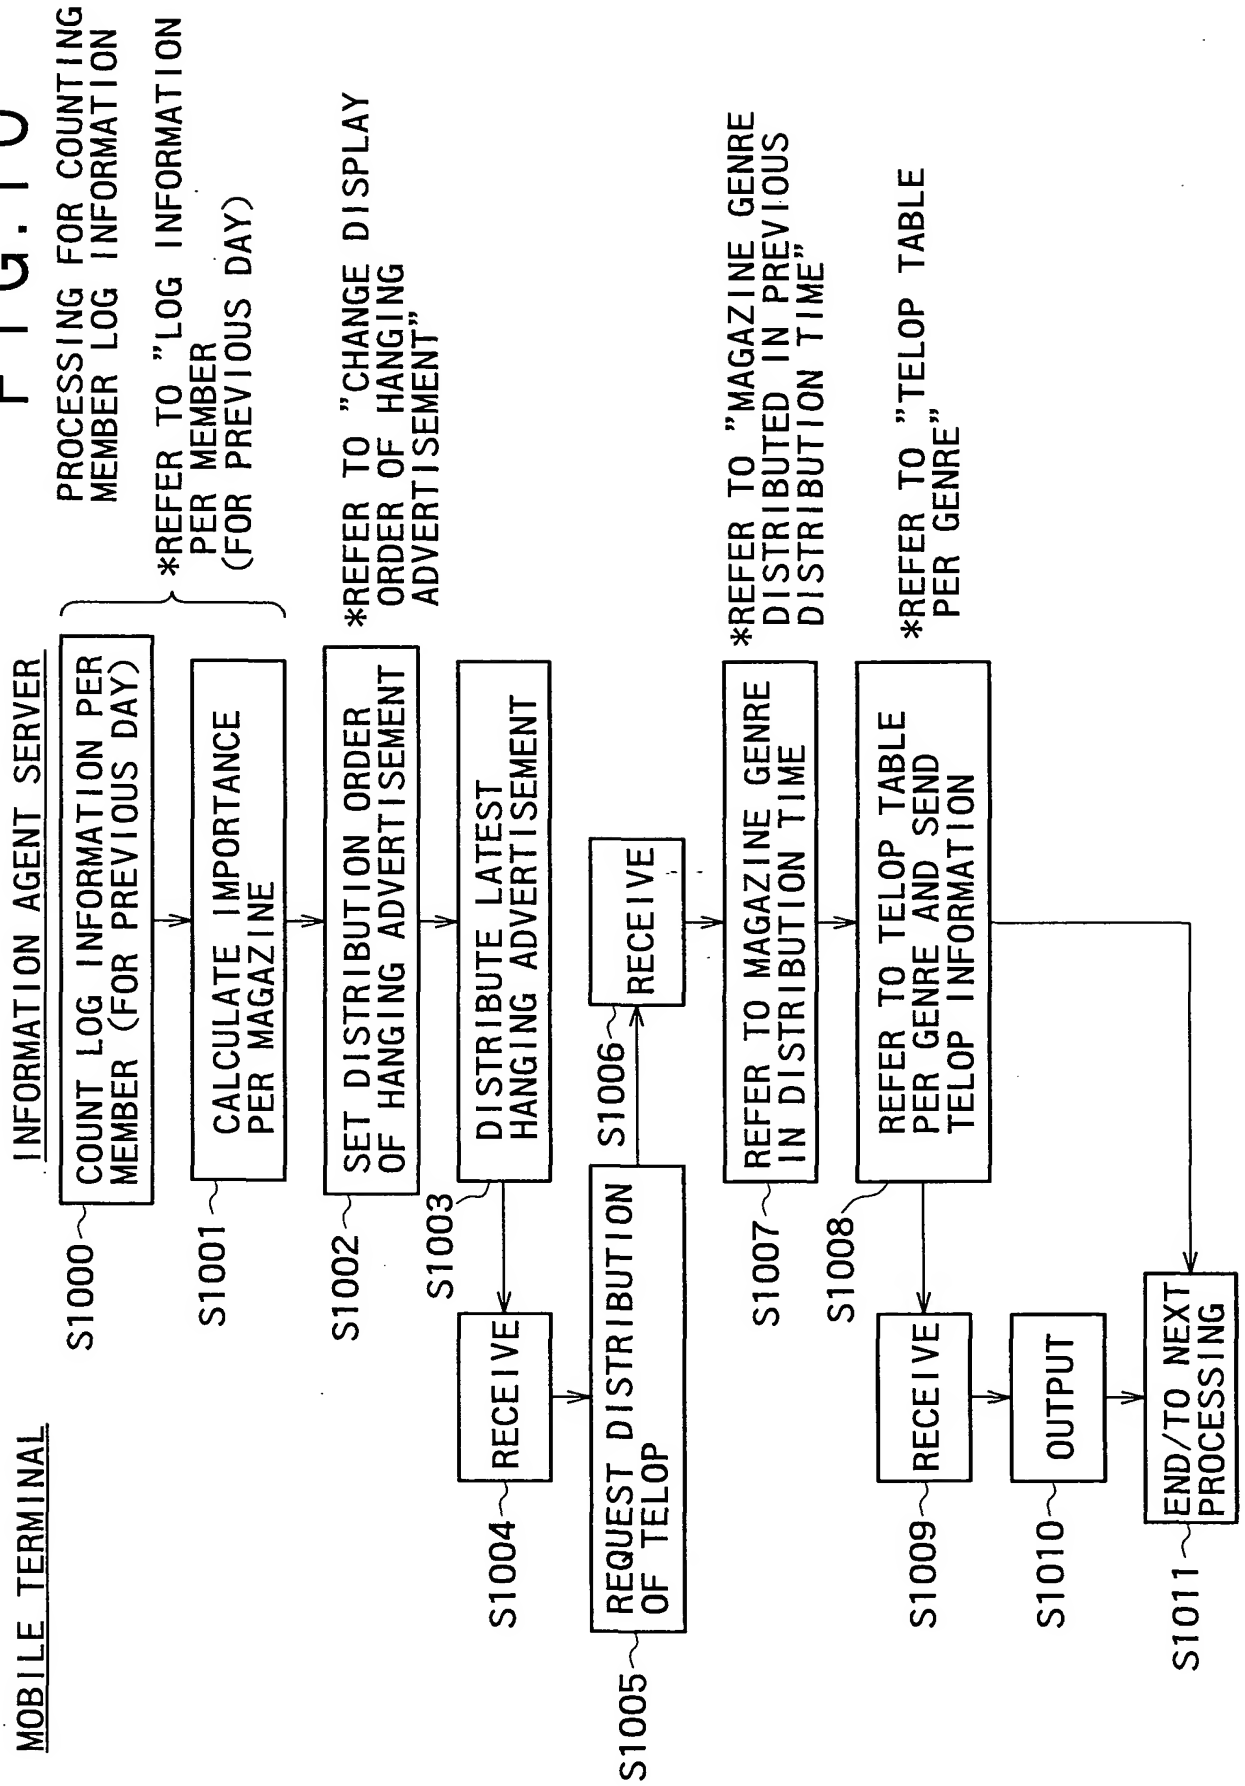 FIG.10
MOBILE TERMINAL
INFORMATION AGENT SERVER
PROCESSING FOR COUNTING
MEMBER LOG INFORMATION
S1000
COUNT LOG INFORMATION PER
MEMBER (FOR PREVIOUS DAY)
*REFER TO "LOG INFORMATION
PER MEMBER
(FOR PREVIOUS DAY)
S1001
CALCULATE IMPORTANCE
PER MAGAZINE
S1002
SET DISTRIBUTION ORDER
OF HANGING ADVERTISEMENT
*REFER TO "CHANGE DISPLAY
ORDER OF HANGING
ADVERTISEMENT"
S1003
DISTRIBUTE LATEST
HANGING ADVERTISEMENT
S1004
RECEIVE
S1005
REQUEST DISTRIBUTION
OF TELOP
S1006
RECEIVE
S1007
REFER TO MAGAZINE GENRE
IN DISTRIBUTION TIME
*REFER TO "MAGAZINE GENRE
DISTRIBUTED IN PREVIOUS
DISTRIBUTION TIME"
S1008
REFER TO TELOP TABLE
PER GENRE AND SEND
TELOP INFORMATION
*REFER TO "TELOP TABLE
PER GENRE"
S1009
RECEIVE
S1010
OUTPUT
S1011
END/TO NEXT
PROCESSING